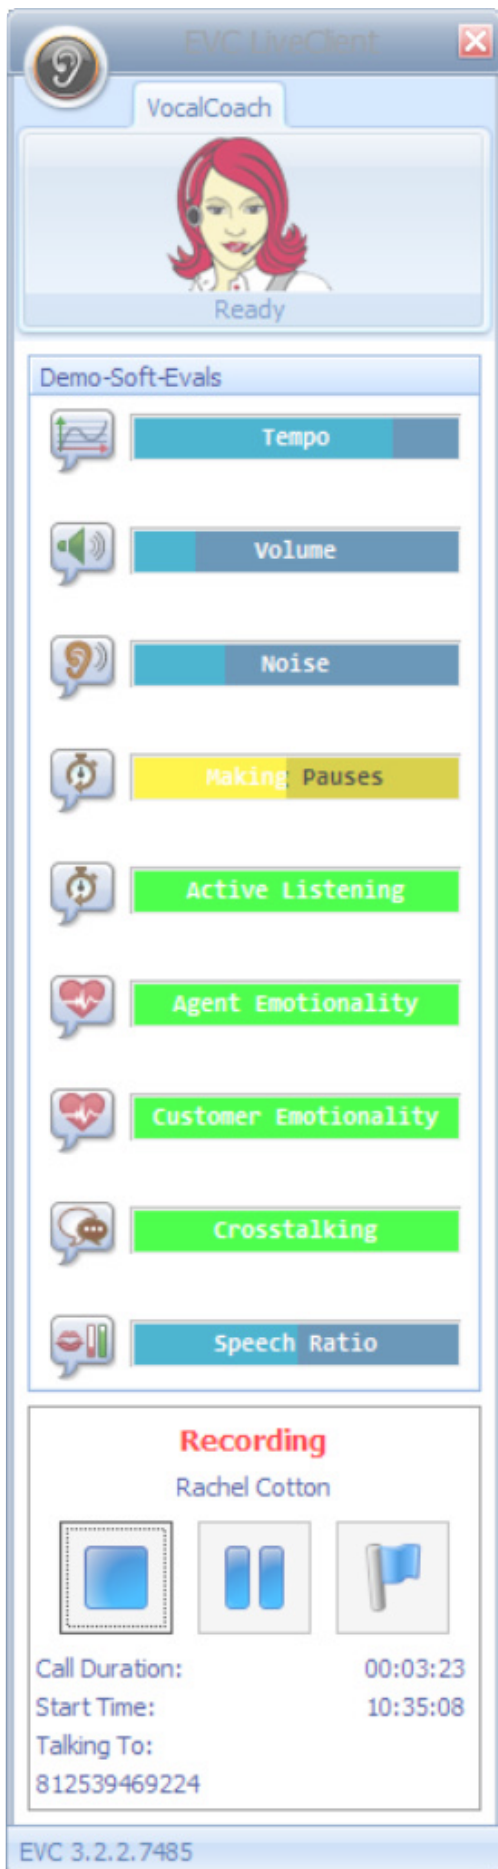 EVC LiveClient
VocalCoach
Ready
Demo-Soft-Evals
Tempo
Volume
Noise
Making Pauses
Active Listening
Agent Emotionality
Customer Emotionality
Crosstalking
Speech Ratio
Recording
Rachel Cotton
Call Duration: 00:03:23
Start Time: 10:35:08
Talking To:
812539469224
EVC 3.2.2.7485